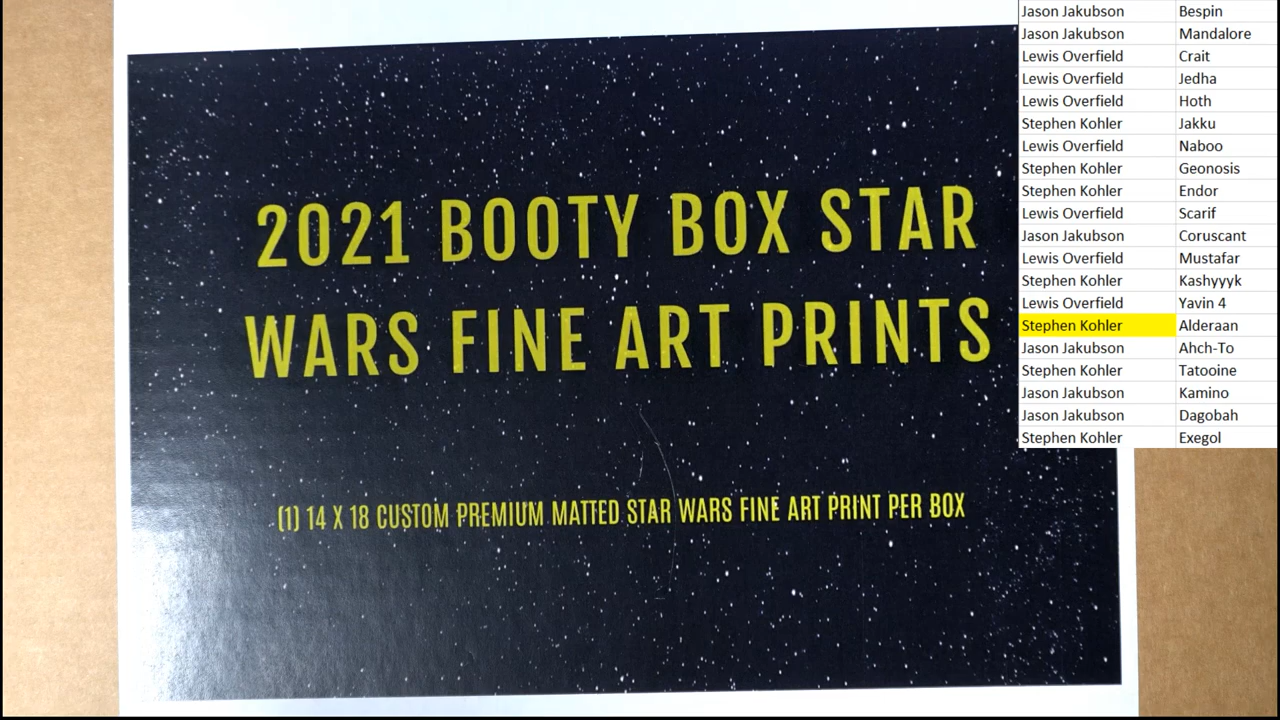 2021 BOOTY BOX STAR
WARS FINE ART PRINTS
(1) 14 X 18 CUSTOM PREMIUM MATTED STAR WARS FINE ART PRINT PER BOX
Jason Jakubson Bespin
Jason Jakubson Mandalore
Lewis Overfield Crait
Lewis Overfield Jedha
Lewis Overfield Hoth
Stephen Kohler Jakku
Lewis Overfield Naboo
Stephen Kohler Geonosis
Stephen Kohler Endor
Lewis Overfield Scarif
Jason Jakubson Coruscant
Lewis Overfield Mustafar
Stephen Kohler Kashyyyk
Lewis Overfield Yavin 4
Stephen Kohler Alderaan
Jason Jakubson Ahch-To
Stephen Kohler Tatooine
Jason Jakubson Kamino
Jason Jakubson Dagobah
Stephen Kohler Exegol